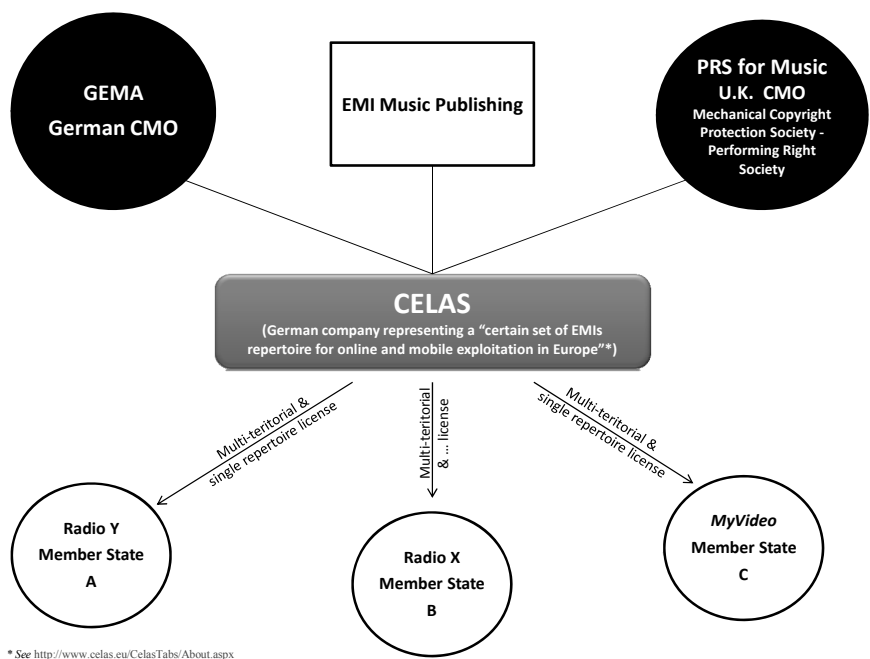 GEMA
German CMO
EMI Music Publishing
PRS for Music
U.K. CMO
Mechanical Copyright
Protection Society -
Performing Right
Society
CELAS
(German company representing a “certain set of EMIs
repertoire for online and mobile exploitation in Europe”*)
Multi-teritorial &
single repertoire license
Multi-teritorial
& ... license
Multi-teritorial &
single repertoire license
Radio Y
Member State
A
Radio X
Member State
B
MyVideo
Member State
C
* See http://www.celas.eu/CelasTabs/About.aspx